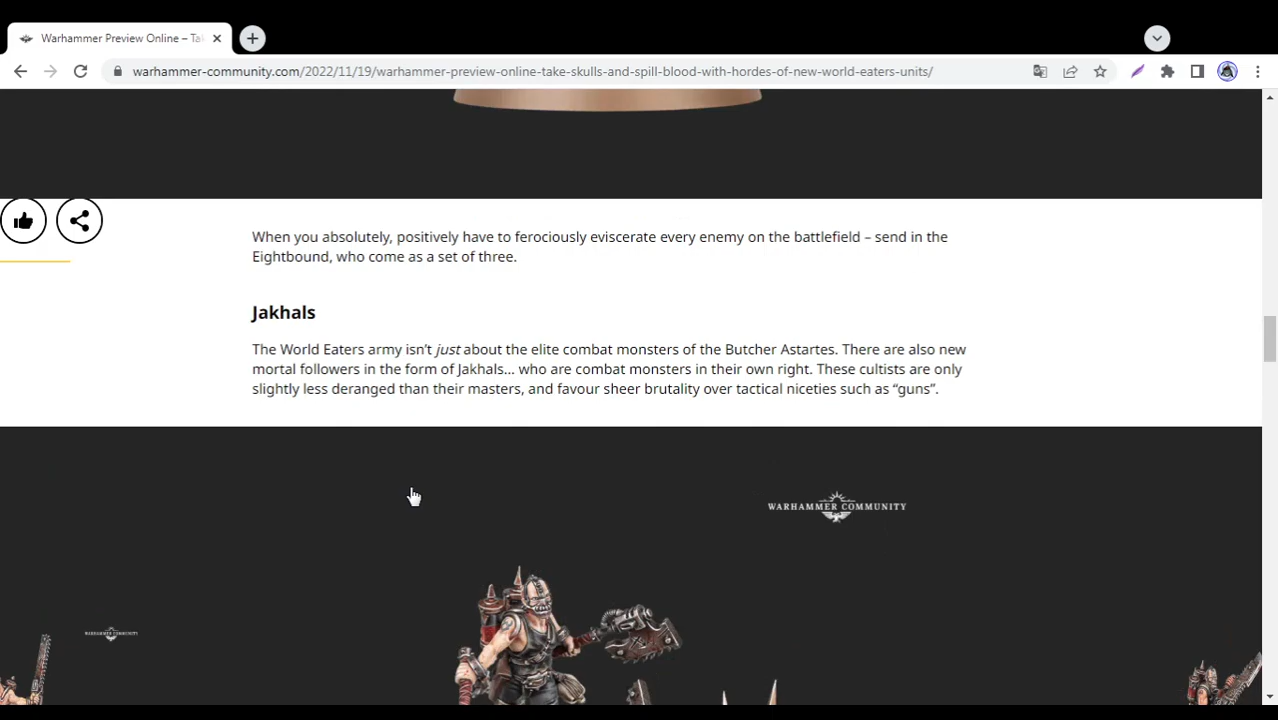 Warhammer Preview Online – Ta
warhammer-community.com/2022/11/19/warhammer-preview-online-take-skulls-and-spill-blood-with-hordes-of-new-world-eaters-units/
When you absolutely, positively have to ferociously eviscerate every enemy on the battlefield – send in the
Eightbound, who come as a set of three.
Jakhals
The World Eaters army isn’t just about the elite combat monsters of the Butcher Astartes. There are also new
mortal followers in the form of Jakhals… who are combat monsters in their own right. These cultists are only
slightly less deranged than their masters, and favour sheer brutality over tactical niceties such as “guns”.
WARHAMMER COMMUNITY
WARHAMMER COMMUNITY